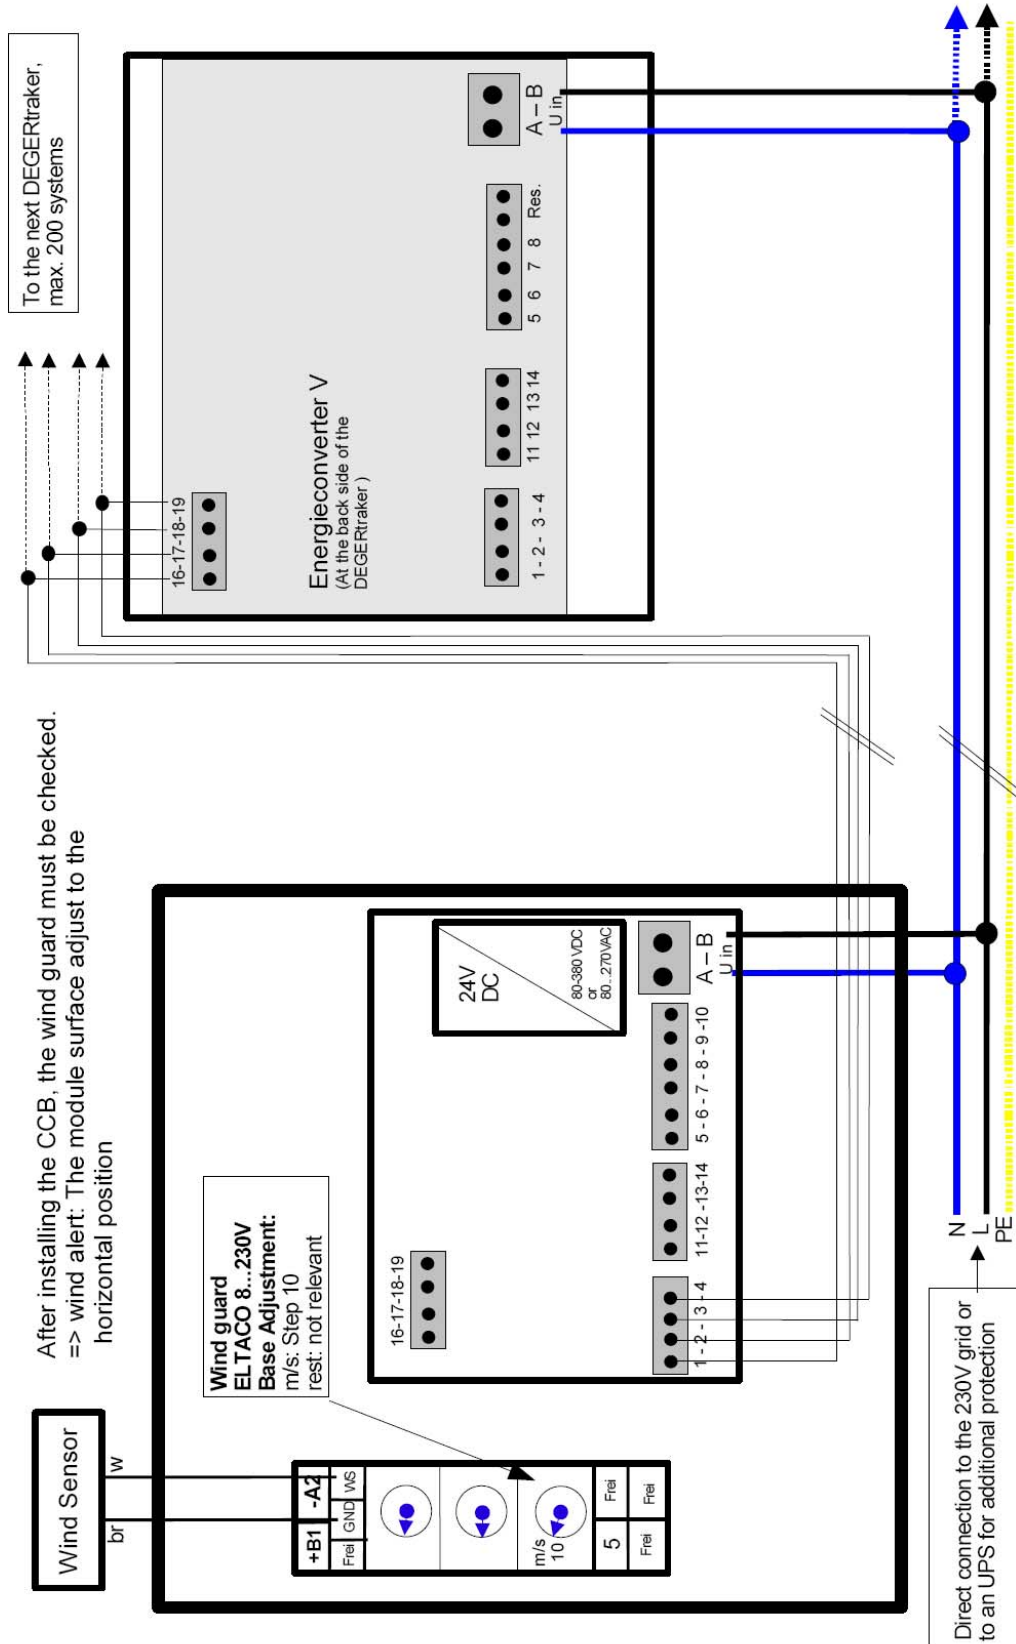 Wind Sensor
br
w
After installing the CCB, the wind guard must be checked.
=> wind alert: The module surface adjust to the
horizontal position
To the next DEGERtraker,
max. 200 systems
+B1
-A2
Frei
GND
WS
m/s
10
5
Frei
Frei
Frei
Wind guard
ELTACO 8...230V
Base Adjustment:
m/s: Step 10
rest: not relevant
16-17-18-19
24V
DC
80-380 VDC
or
80...270VAC
1 - 2 - 3 - 4
11-12 -13-14
5 - 6 - 7 - 8 - 9 -10
A – B
U in
16-17-18-19
Energieconverter V
(At the back side of the
DEGERtraker )
1 - 2 - 3 - 4
11 12 13 14
5 6 7 8 Res.
A – B
U in
N
L
PE
Direct connection to the 230V grid or
to an UPS for additional protection